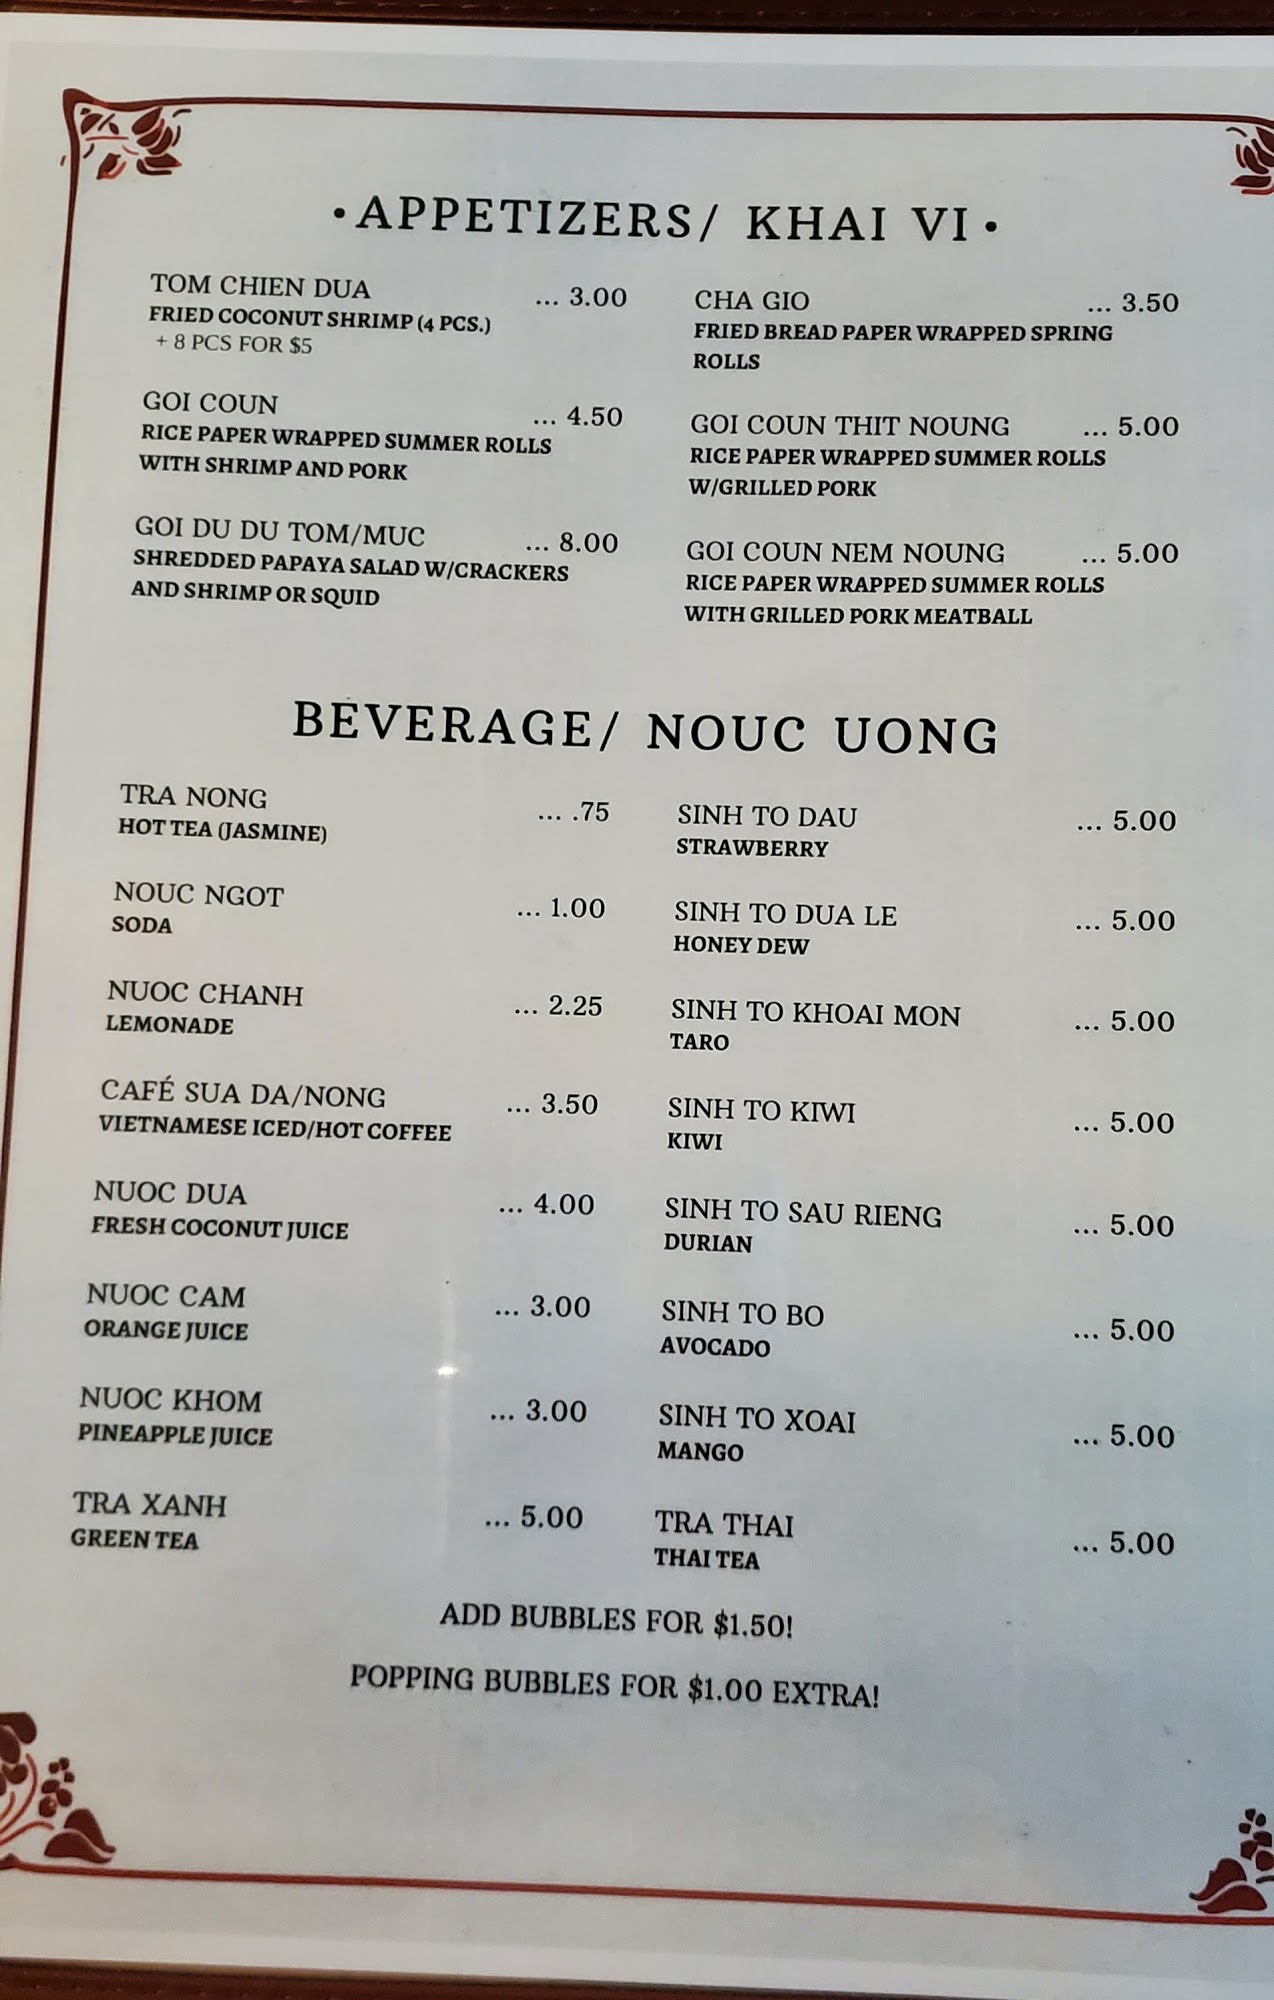 •APPETIZERS/ KHAI VI•
TOM CHIEN DUA ... 3.00
FRIED COCONUT SHRIMP (4 PCS.)
+ 8 PCS FOR $5
GOI COUN ... 4.50
RICE PAPER WRAPPED SUMMER ROLLS
WITH SHRIMP AND PORK
GOI DU DU TOM/MUC ... 8.00
SHREDDED PAPAYA SALAD W/CRACKERS
AND SHRIMP OR SQUID
CHA GIO ... 3.50
FRIED BREAD PAPER WRAPPED SPRING
ROLLS
GOI COUN THIT NOUNG ... 5.00
RICE PAPER WRAPPED SUMMER ROLLS
W/GRILLED PORK
GOI COUN NEM NOUNG ... 5.00
RICE PAPER WRAPPED SUMMER ROLLS
WITH GRILLED PORK MEATBALL
BEVERAGE/ NOUC UONG
TRA NONG ... .75
HOT TEA (JASMINE)
NOUC NGOT ... 1.00
SODA
NUOC CHANH ... 2.25
LEMONADE
CAFÉ SUA DA/NONG ... 3.50
VIETNAMESE ICED/HOT COFFEE
NUOC DUA ... 4.00
FRESH COCONUT JUICE
NUOC CAM ... 3.00
ORANGE JUICE
NUOC KHOM ... 3.00
PINEAPPLE JUICE
TRA XANH ... 5.00
GREEN TEA
SINH TO DAU ... 5.00
STRAWBERRY
SINH TO DUA LE ... 5.00
HONEY DEW
SINH TO KHOAI MON ... 5.00
TARO
SINH TO KIWI ... 5.00
KIWI
SINH TO SAU RIENG ... 5.00
DURIAN
SINH TO BO ... 5.00
AVOCADO
SINH TO XOAI ... 5.00
MANGO
TRA THAI ... 5.00
THAI TEA
ADD BUBBLES FOR $1.50!
POPPING BUBBLES FOR $1.00 EXTRA!